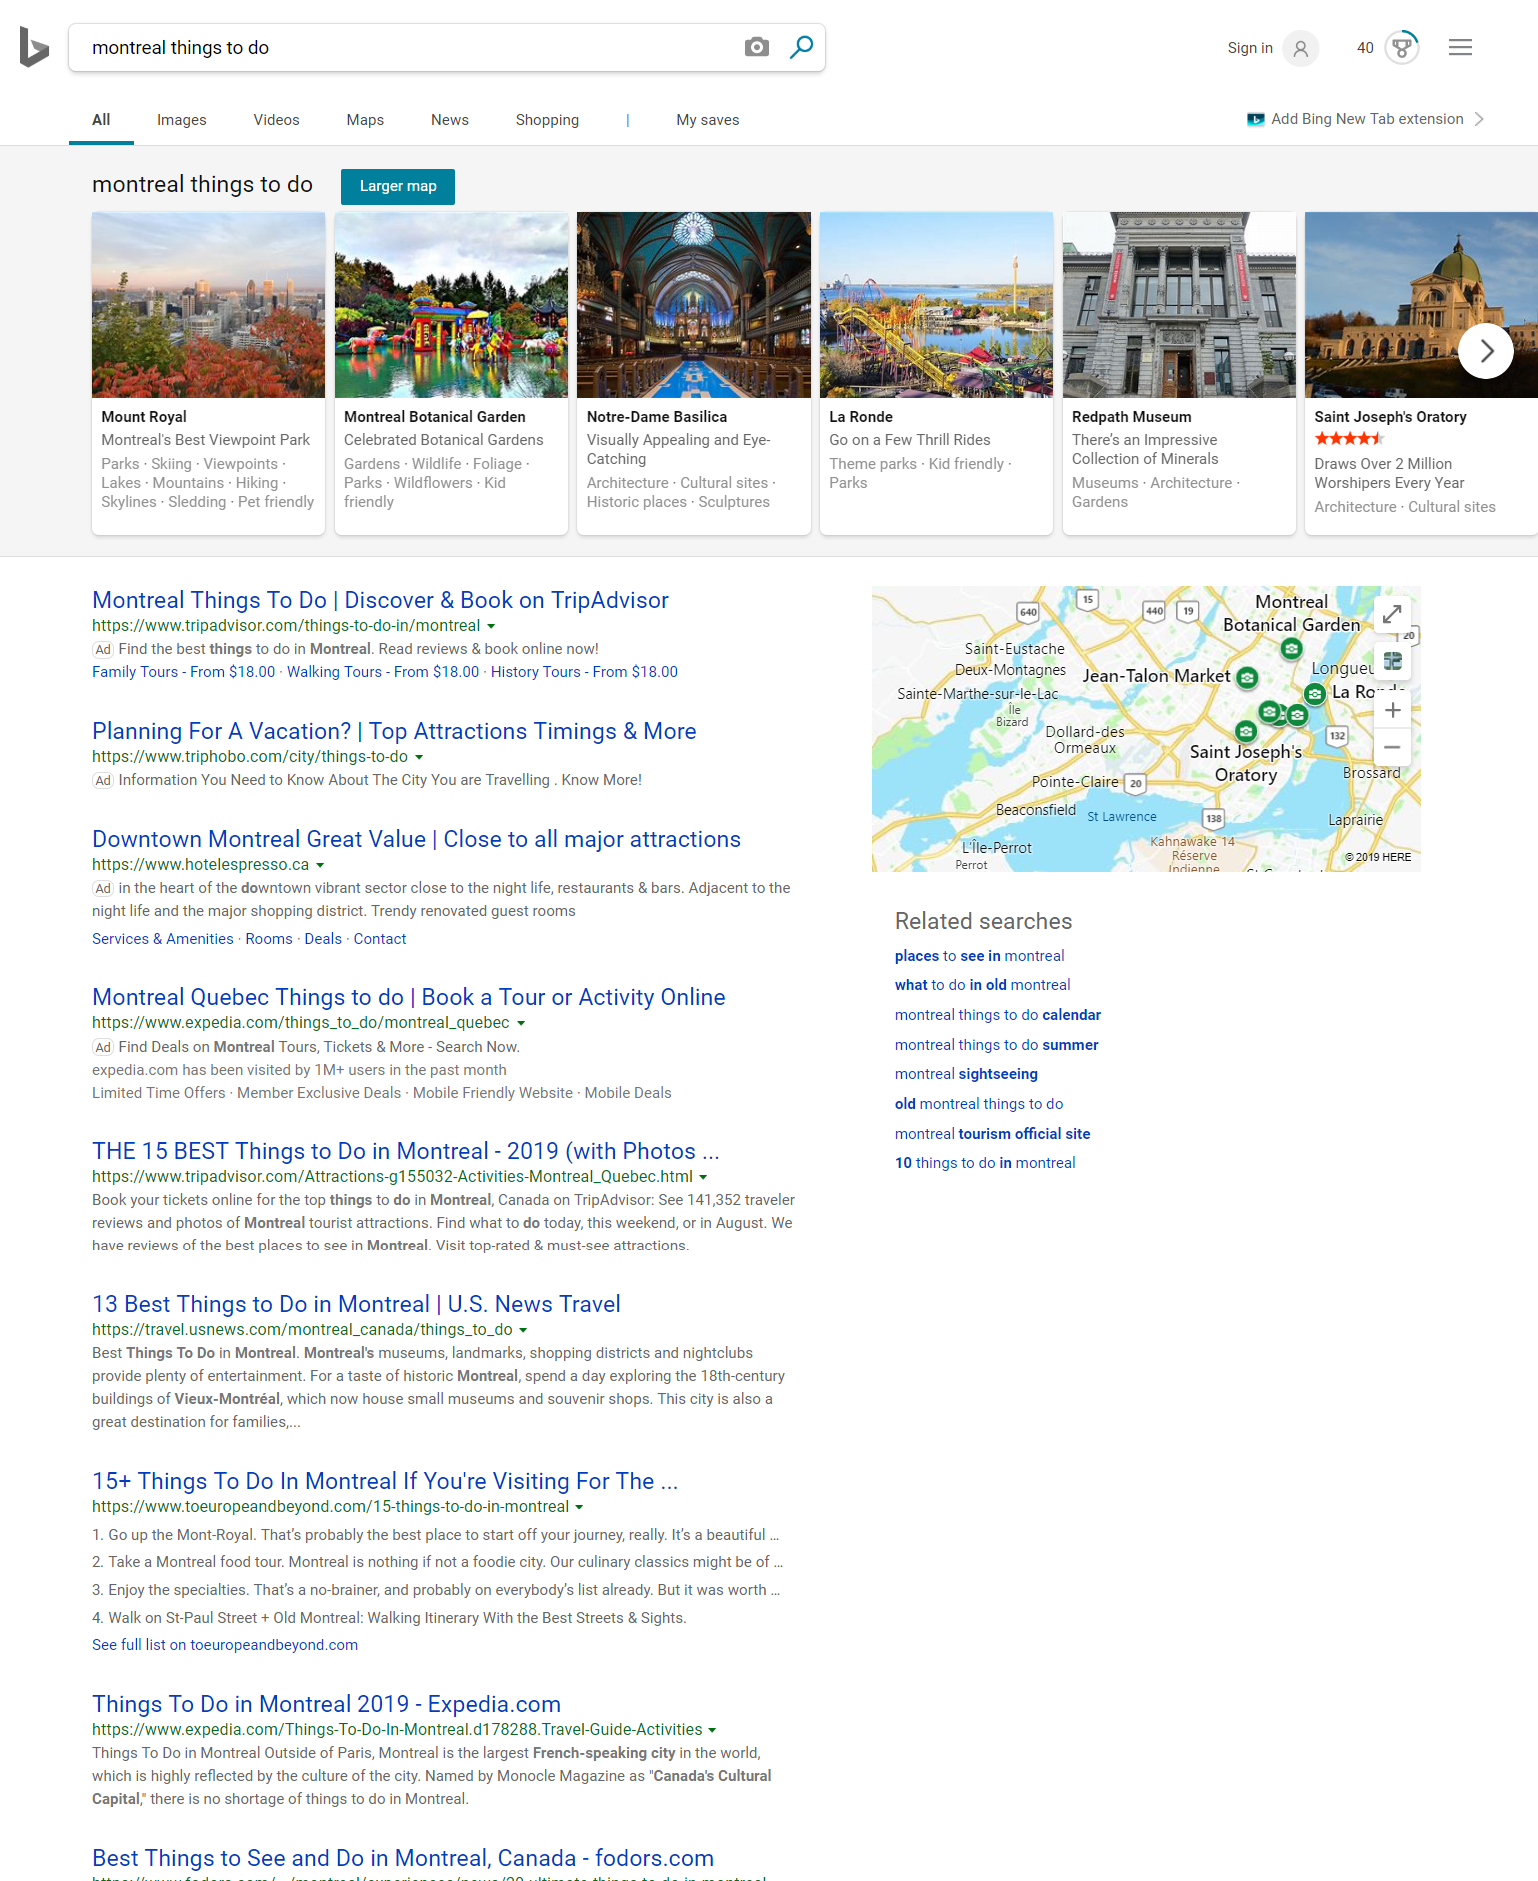 montreal things to do
Sign in
40
All
Images
Videos
Maps
News
Shopping
|
My saves
Add Bing New Tab extension
montreal things to do
Larger map
Mount Royal
Montreal's Best Viewpoint Park
Parks · Skiing · Viewpoints ·
Lakes · Mountains · Hiking ·
Skylines · Sledding · Pet friendly
Montreal Botanical Garden
Celebrated Botanical Gardens
Gardens · Wildlife · Foliage ·
Parks · Wildflowers · Kid
friendly
Notre-Dame Basilica
Visually Appealing and Eye-
Catching
Architecture · Cultural sites ·
Historic places · Sculptures
La Ronde
Go on a Few Thrill Rides
Theme parks · Kid friendly ·
Parks
Redpath Museum
There's an Impressive
Collection of Minerals
Museums · Architecture ·
Gardens
Saint Joseph's Oratory
Draws Over 2 Million
Worshipers Every Year
Architecture · Cultural sites
Montreal Things To Do | Discover & Book on TripAdvisor
https://www.tripadvisor.com/things-to-do-in/montreal
Ad Find the best things to do in Montreal. Read reviews & book online now!
Family Tours - From $18.00 · Walking Tours - From $18.00 · History Tours - From $18.00
Planning For A Vacation? | Top Attractions Timings & More
https://www.triphobo.com/city/things-to-do
Ad Information You Need to Know About The City You are Travelling . Know More!
Downtown Montreal Great Value | Close to all major attractions
https://www.hotelespresso.ca
Ad in the heart of the downtown vibrant sector close to the night life, restaurants & bars. Adjacent to the
night life and the major shopping district. Trendy renovated guest rooms
Services & Amenities · Rooms · Deals · Contact
Montreal Quebec Things to do | Book a Tour or Activity Online
https://www.expedia.com/things_to_do/montreal_quebec
Ad Find Deals on Montreal Tours, Tickets & More - Search Now.
expedia.com has been visited by 1M+ users in the past month
Limited Time Offers · Member Exclusive Deals · Mobile Friendly Website · Mobile Deals
THE 15 BEST Things to Do in Montreal - 2019 (with Photos ...
https://www.tripadvisor.com/Attractions-g155032-Activities-Montreal_Quebec.html
Book your tickets online for the top things to do in Montreal, Canada on TripAdvisor: See 141,352 traveler
reviews and photos of Montreal tourist attractions. Find what to do today, this weekend, or in August. We
have reviews of the best places to see in Montreal. Visit top-rated & must-see attractions.
13 Best Things to Do in Montreal | U.S. News Travel
https://travel.usnews.com/montreal_canada/things_to_do
Best Things To Do in Montreal. Montreal's museums, landmarks, shopping districts and nightclubs
provide plenty of entertainment. For a taste of historic Montreal, spend a day exploring the 18th-century
buildings of Vieux-Montréal, which now house small museums and souvenir shops. This city is also a
great destination for families,...
15+ Things To Do In Montreal If You're Visiting For The ...
https://www.toeuropeandbeyond.com/15-things-to-do-in-montreal
1. Go up the Mont-Royal. That's probably the best place to start off your journey, really. It's a beautiful ...
2. Take a Montreal food tour. Montreal is nothing if not a foodie city. Our culinary classics might be of ...
3. Enjoy the specialties. That's a no-brainer, and probably on everybody's list already. But it was worth ...
4. Walk on St-Paul Street + Old Montreal: Walking Itinerary With the Best Streets & Sights.
See full list on toeuropeandbeyond.com
Things To Do in Montreal 2019 - Expedia.com
https://www.expedia.com/Things-To-Do-In-Montreal.d178288.Travel-Guide-Activities
Things To Do in Montreal Outside of Paris, Montreal is the largest French-speaking city in the world,
which is highly reflected by the culture of the city. Named by Monocle Magazine as "Canada's Cultural
Capital," there is no shortage of things to do in Montreal.
Best Things to See and Do in Montreal, Canada - fodors.com
15
640
440
19
Montreal
Botanical Garden
20
Saint-Eustache
Deux-Montagnes
Jean-Talon Market
Longueu
Sainte-Marthe-sur-le-Lac
La Ronde
Île
Bizard
Dollard-des
Ormeaux
132
Saint Joseph's
Oratory
Pointe-Claire
20
Brossard
Beaconsfield
St Lawrence
138
Laprairie
L'Île-Perrot
Perrot
Kahnawake 14
Réserve
Indienne
© 2019 HERE
Related searches
places to see in montreal
what to do in old montreal
montreal things to do calendar
montreal things to do summer
montreal sightseeing
old montreal things to do
montreal tourism official site
10 things to do in montreal